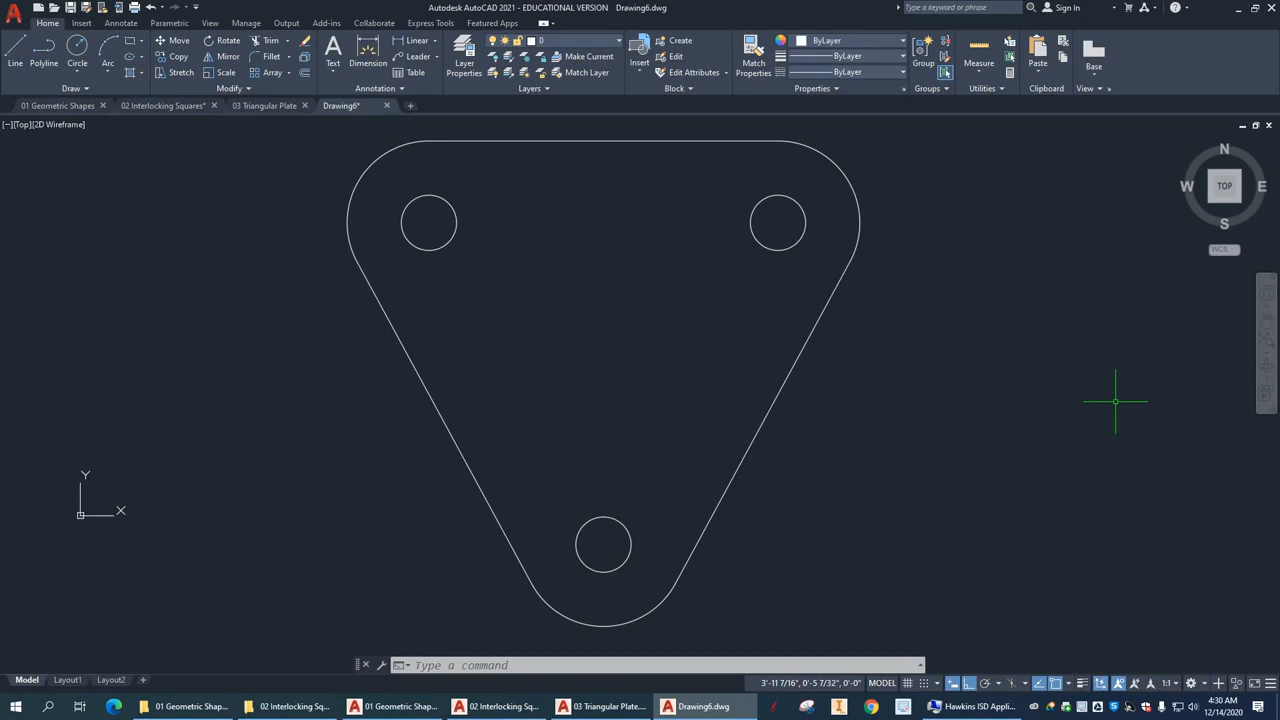 Autodesk AutoCAD 2021 - EDUCATIONAL VERSION Drawing6.dwg
Type a keyword or phrase
Sign In
Home Insert Annotate Parametric View Manage Output Add-ins Collaborate Express Tools Featured Apps
Line
Polyline
Circle
Arc
Move
Copy
Stretch
Rotate
Mirror
Scale
Trim
Fillet
Array
Text
Dimension
Linear
Leader
Table
Layer
Properties
0
Make Current
Match Layer
Insert
Create
Edit
Edit Attributes
Match
Properties
ByLayer
ByLayer
ByLayer
Group
Measure
Paste
Base
Draw
Modify
Annotation
Layers
Block
Properties
Groups
Utilities
Clipboard
View
01 Geometric Shapes
02 Interlocking Squares*
03 Triangular Plate
Drawing6*
[−][Top][2D Wireframe]
N
W
TOP
E
S
WCS
Y
X
Type a command
Model Layout1 Layout2
3'-11 7/16", 0'-5 7/32", 0'-0"
MODEL
1:1
01 Geometric Shap...
02 Interlocking Sq...
01 Geometric Shap...
02 Interlocking Sq...
03 Triangular Plate....
Drawing6.dwg
Hawkins ISD Applic...
4:30 AM
12/14/2020